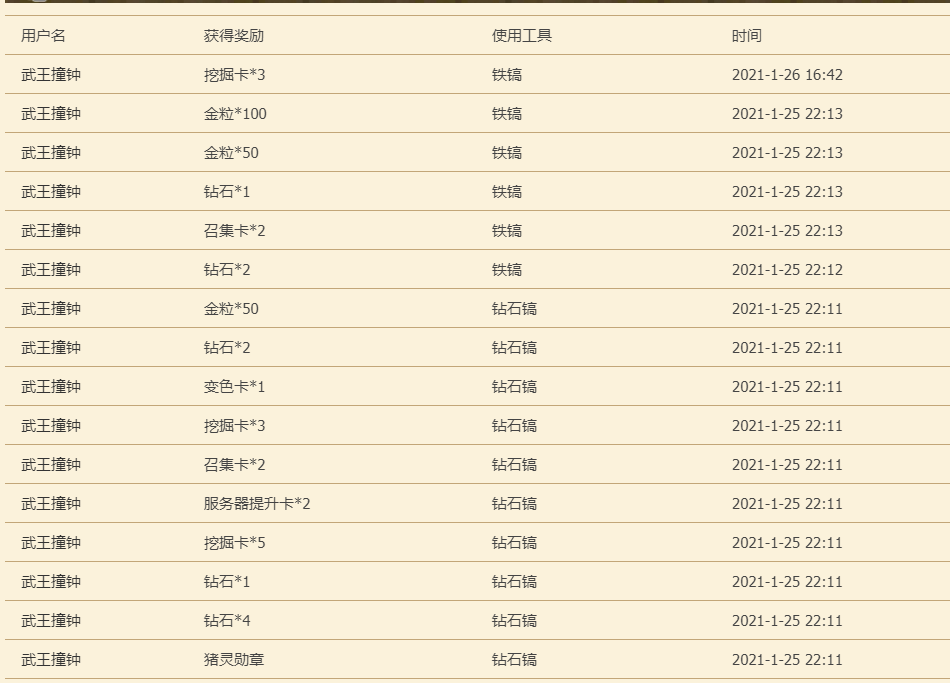 用户名 获得奖励 使用工具 时间
武王撞钟 挖掘卡*3 铁镐 2021-1-26 16:42
武王撞钟 金粒*100 铁镐 2021-1-25 22:13
武王撞钟 金粒*50 铁镐 2021-1-25 22:13
武王撞钟 钻石*1 铁镐 2021-1-25 22:13
武王撞钟 召集卡*2 铁镐 2021-1-25 22:13
武王撞钟 钻石*2 铁镐 2021-1-25 22:12
武王撞钟 金粒*50 钻石镐 2021-1-25 22:11
武王撞钟 钻石*2 钻石镐 2021-1-25 22:11
武王撞钟 变色卡*1 钻石镐 2021-1-25 22:11
武王撞钟 挖掘卡*3 钻石镐 2021-1-25 22:11
武王撞钟 召集卡*2 钻石镐 2021-1-25 22:11
武王撞钟 服务器提升卡*2 钻石镐 2021-1-25 22:11
武王撞钟 挖掘卡*5 钻石镐 2021-1-25 22:11
武王撞钟 钻石*1 钻石镐 2021-1-25 22:11
武王撞钟 钻石*4 钻石镐 2021-1-25 22:11
武王撞钟 猪灵勋章 钻石镐 2021-1-25 22:11